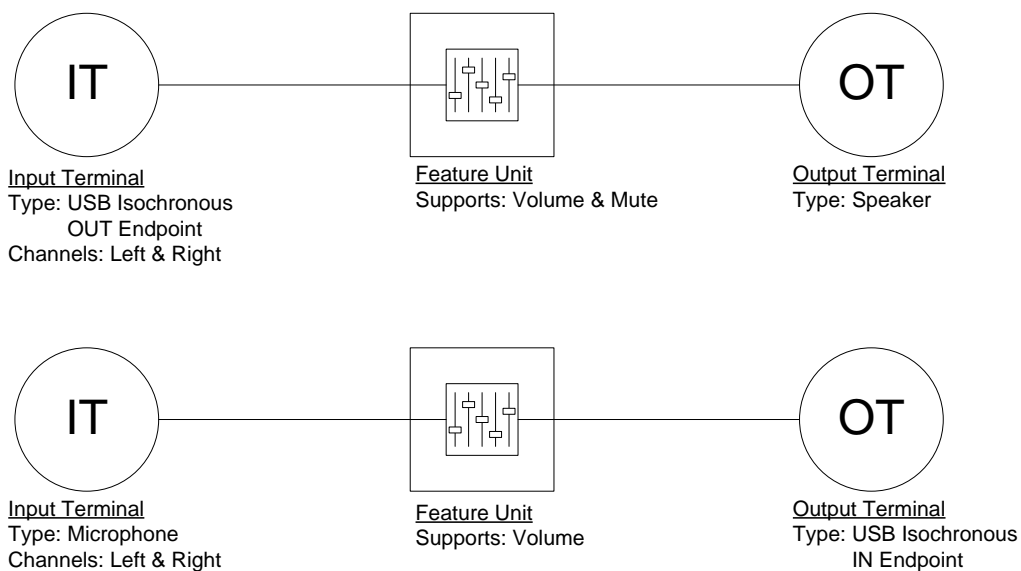 IT
OT
Input Terminal
Type: USB Isochronous
OUT Endpoint
Channels: Left & Right
Feature Unit
Supports: Volume & Mute
Output Terminal
Type: Speaker
IT
OT
Input Terminal
Type: Microphone
Channels: Left & Right
Feature Unit
Supports: Volume
Output Terminal
Type: USB Isochronous
IN Endpoint